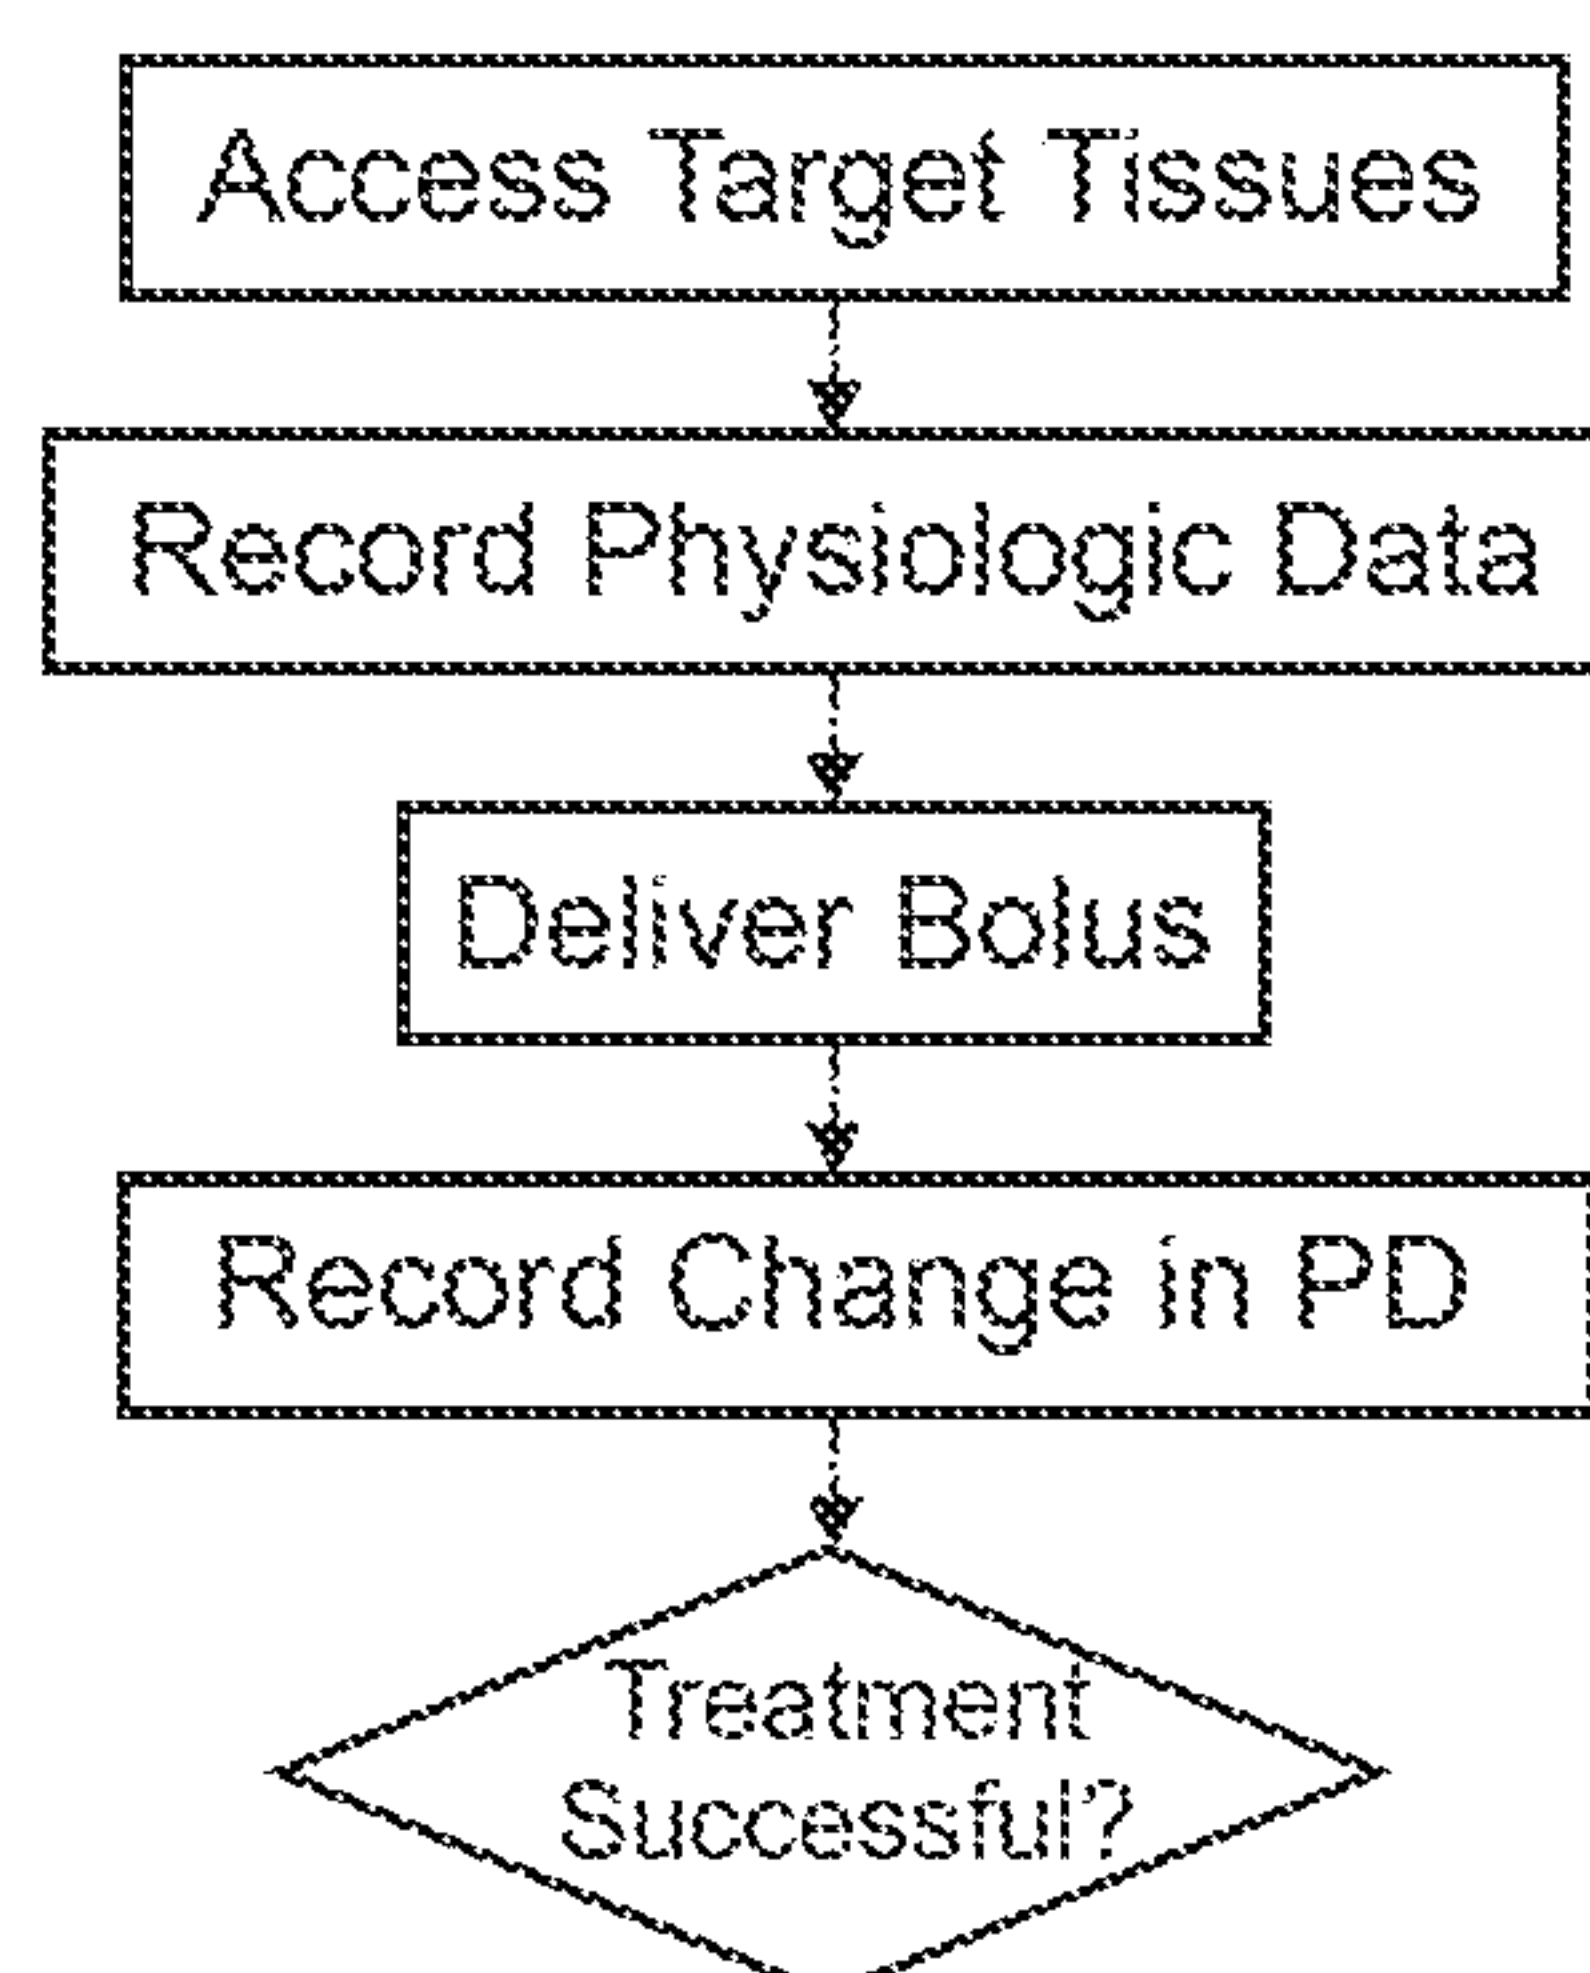 Access Target Tissues
Record Physiologic Data
Deliver Bolus
Record Change in PD
Treatment
Successful?